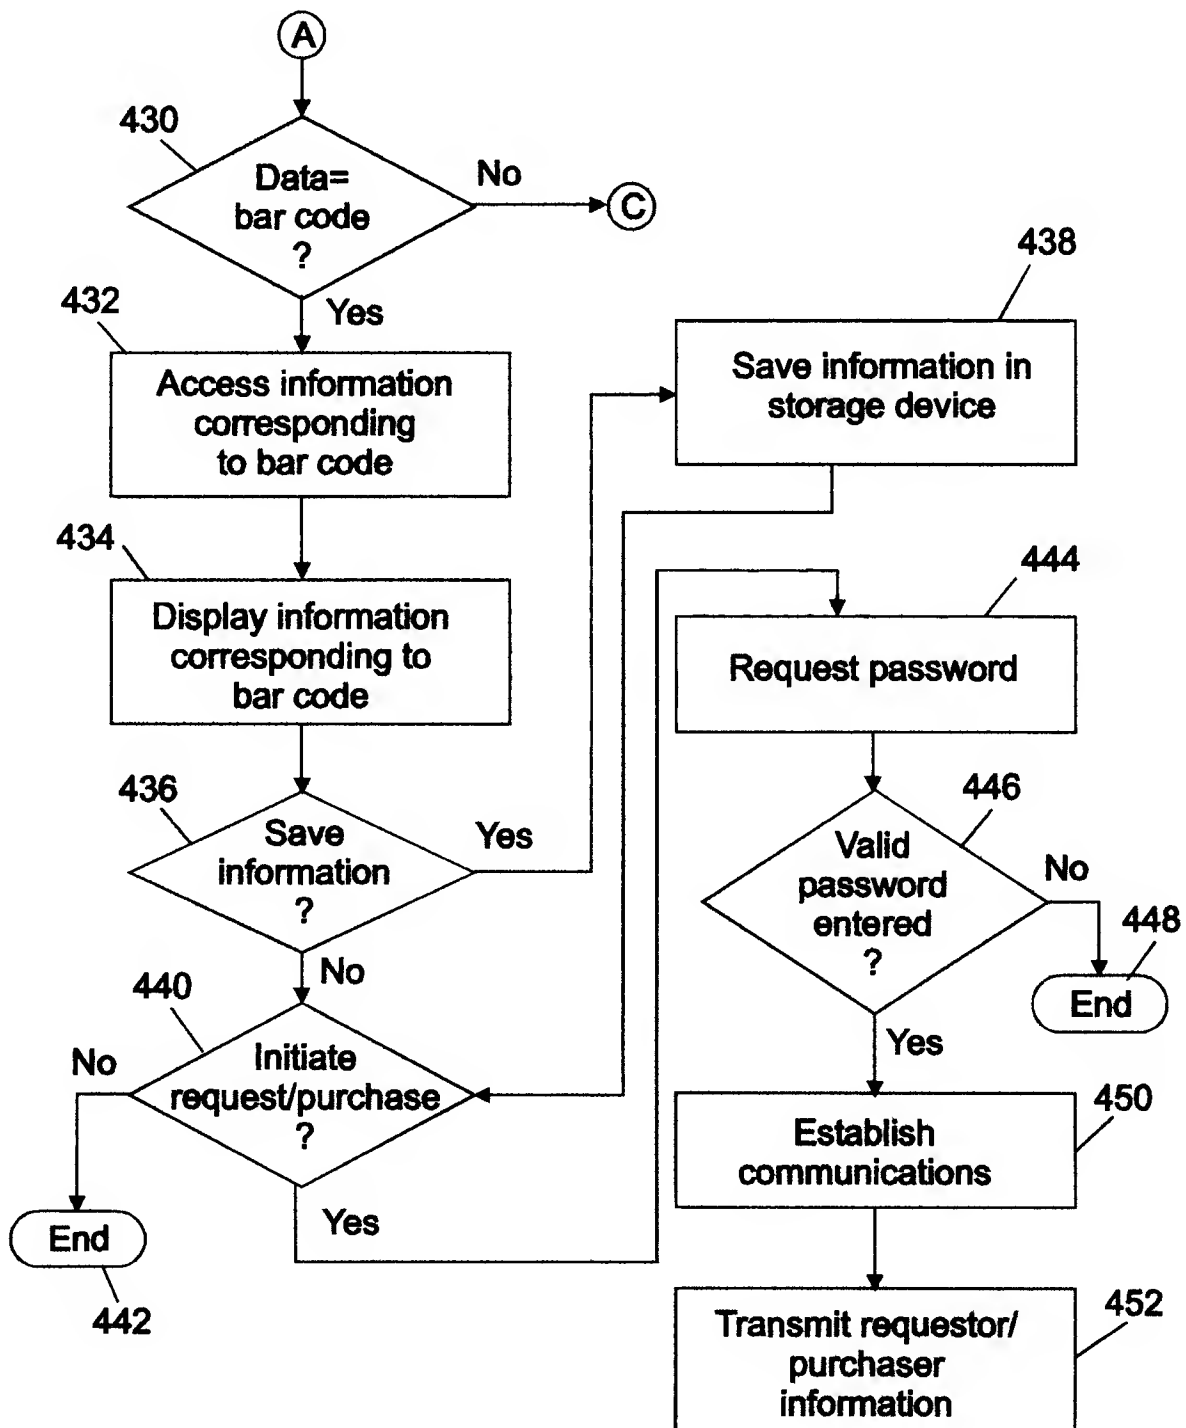 A
430
Data=
bar code
?
No
C
Yes
432
Access information
corresponding
to bar code
434
Display information
corresponding to
bar code
436
Save
information
?
Yes
No
438
Save information in
storage device
440
Initiate
request/purchase
?
No
End
442
Yes
444
Request password
446
Valid
password
entered
?
No
448
End
Yes
450
Establish
communications
452
Transmit requestor/
purchaser
information